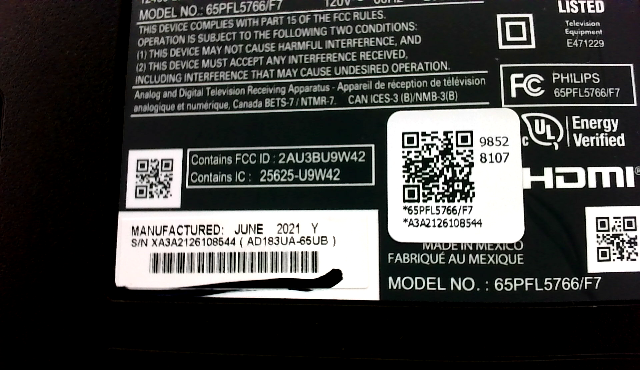 MODEL NO.: 65PFL5766/F7
THIS DEVICE COMPLIES WITH PART 15 OF THE FCC RULES.
OPERATION IS SUBJECT TO THE FOLLOWING TWO CONDITIONS:
(1) THIS DEVICE MAY NOT CAUSE HARMFUL INTERFERENCE, AND
(2) THIS DEVICE MUST ACCEPT ANY INTERFERENCE RECEIVED,
INCLUDING INTERFERENCE THAT MAY CAUSE UNDESIRED OPERATION.
Analog and Digital Television Receiving Apparatus - Appareil de réception de télévision
analogique et numérique, Canada BETS-7 / NTMR-7. CAN ICES-3 (B)/NMB-3(B)
LISTED
Television
Equipment
E471229
FC PHILIPS
65PFL5766/F7
UL Energy
Verified
HDMI
Contains FCC ID : 2AU3BU9W42
Contains IC : 25625-U9W42
9852
8107
*65PFL5766/F7
*A3A2126108544
MANUFACTURED: JUNE 2021 Y
S/N XA3A2126108544 ( AD183UA-65UB )
MADE IN MEXICO
FABRIQUÉ AU MEXIQUE
MODEL NO. : 65PFL5766/F7